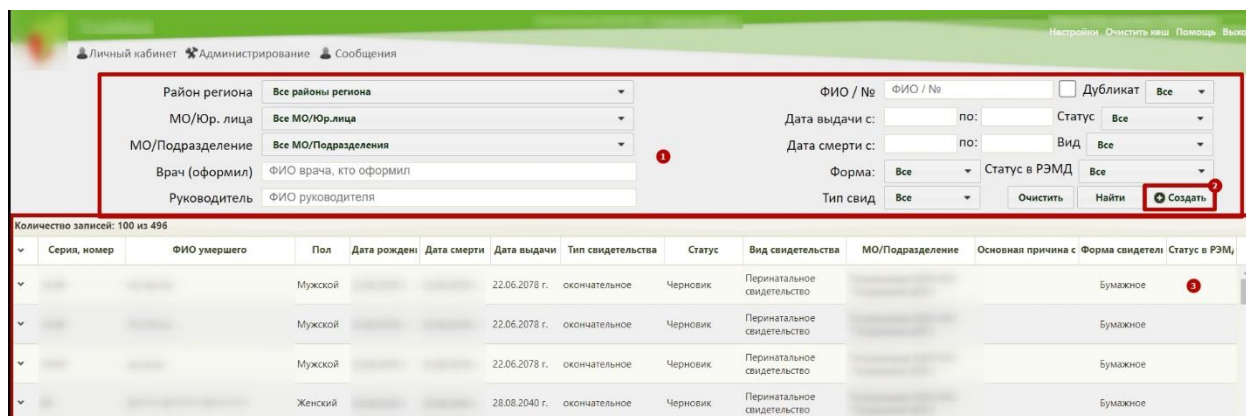 Настройки Очистить кеш Помощь Выхо
Личный кабинет Администрирование Сообщения
Район региона Все районы региона ФИО / № ФИО / № Дубликат Все
МО/Юр. лица Все МО/Юр.лица Дата выдачи с: по: Статус Все
МО/Подразделение Все МО/Подразделения Дата смерти с: по: Вид Все
1
Врач (оформил) ФИО врача, кто оформил Форма: Все Статус в РЭМД Все
2
Руководитель ФИО руководителя Тип свид Все Очистить Найти Создать
Количество записей: 100 из 496
Серия, номер ФИО умершего Пол Дата рождени Дата смерти Дата выдачи Тип свидетельства Статус Вид свидетельства МО/Подразделение Основная причина с Форма свидетел Статус в РЭМД
Мужской 22.06.2078 г. окончательное Черновик Перинатальное свидетельство Бумажное 3
Мужской 22.06.2078 г. окончательное Черновик Перинатальное свидетельство Бумажное
Мужской 22.06.2078 г. окончательное Черновик Перинатальное свидетельство Бумажное
Женский 28.08.2040 г. окончательное Черновик Перинатальное свидетельство Бумажное